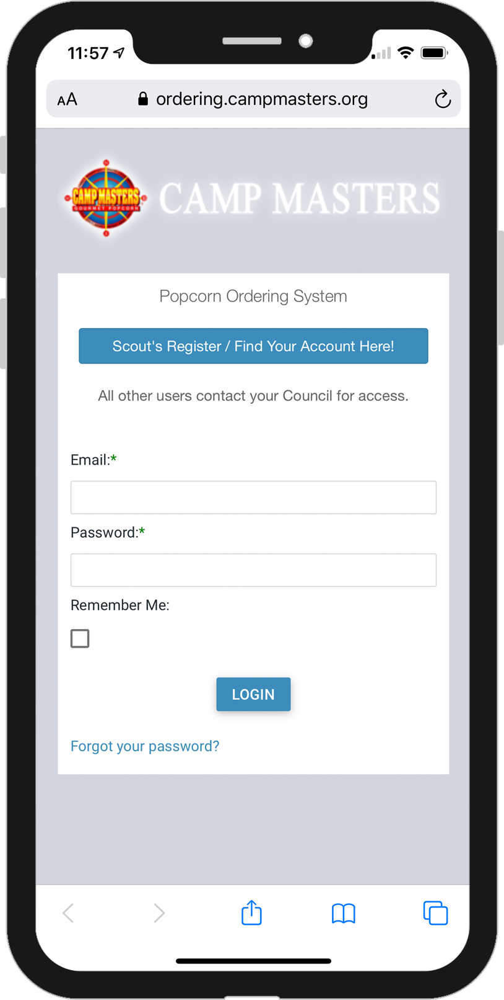 11:57
AA ordering.campmasters.org
CAMP MASTERS
GOURMET POPCORN
CAMP MASTERS
Popcorn Ordering System
Scout's Register / Find Your Account Here!
All other users contact your Council for access.
Email:*
Password:*
Remember Me:
LOGIN
Forgot your password?